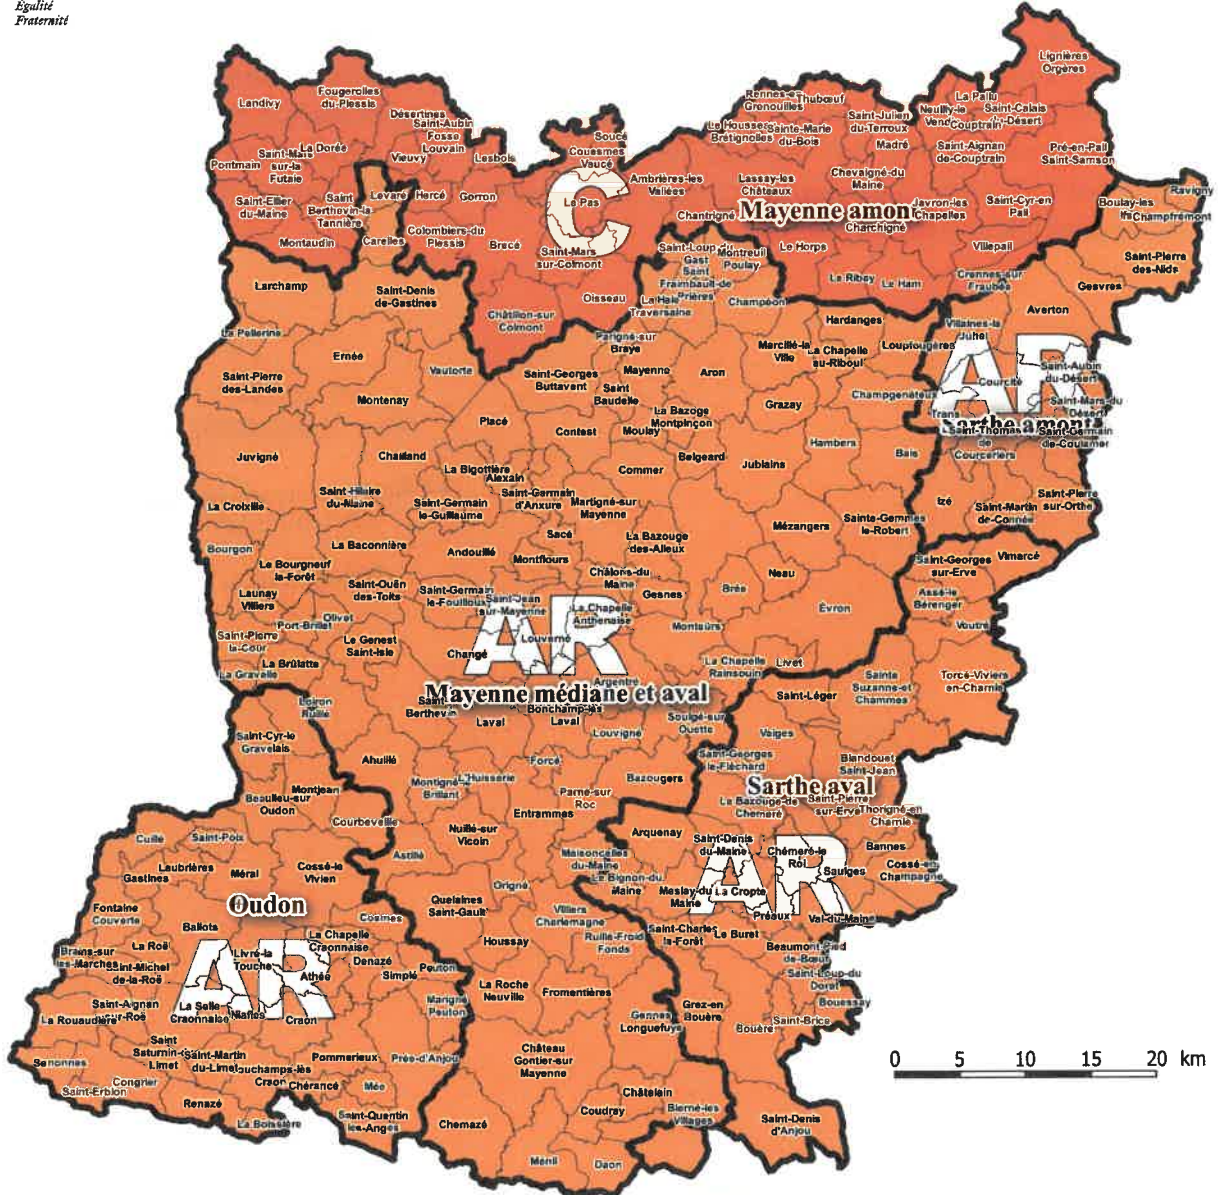 Égalité
Fraternité
Lignières
Orgères
Landivy
Fougerolles
du-Plessis
Désertines
Saint-Aubin
Fosse
Louvain
La Dorée
Saint-Mars
sur-la
Futaie
Pontmain
Vieuvy
Lesbois
Soucé
Couesmes
Vaucé
Rennes-en
Grenouilles
Thubœuf
Le Housseau
Brétignolles
Sainte-Marie
du-Bois
Saint-Julien
du-Terroux
Madré
La Pallu
Neuilly-le
Vendin
Couptrain
Saint-Calais
du-Désert
Saint-Aignan
de-Couptrain
Pré-en-Pail
Saint-Samson
Saint-Ellier
du-Maine
Saint
Berthevin-la
Tannière
Levaré
Hercé
Gorron
Le Pas
C
Ambrières-les
Vallées
Lassay-les
Châteaux
Chevaigné-du
Maine
Chantrigné
Mayenne amont
Javron-les
Chapelles
Charchigné
Saint-Cyr-en
Pail
Ravigny
Boulay-les
Ifs
Champfrémont
Montaudin
Carelles
Colombiers-du
Plessis
Brecé
Saint-Mars
sur-Colmont
Saint-Loup-du
Gast
Montreuil
Poulay
Le Horps
Villepail
Saint-Pierre
des-Nids
Larchamp
Saint-Denis
de-Gastines
Châtillon-sur
Colmont
Oisseau
Saint
Fraimbault-de
Prières
La Haie
Traversaine
Champéon
Le Ribay
Le Ham
Crennes-sur
Fraubée
Gesvres
Averton
La Pellerine
Ernée
Vautorte
Parigné-sur
Braye
Hardanges
Marcillé-la
Ville
La Chapelle
au-Riboul
Loupfougères
Villaines-la
Juhel
AR
Saint-Pierre
des-Landes
Montenay
Saint-Georges
Buttavent
Mayenne
Saint
Baudelle
Aron
Grazay
Champgenéteux
Courcité
Saint-Aubin
du-Désert
Saint-Mars-du
Désert
Trans
Sarthe amont
Saint-Thomas
de
Courceriers
Saint-Germain
de-Coulamer
Placé
Contest
Moulay
La Bazoge
Montpinçon
Hambers
Bais
Juvigné
Chailland
La Bigottière
Alexain
Commer
Belgeard
Jublains
La Croixille
Saint-Hilaire
du-Maine
Saint-Germain
le-Guillaume
Saint-Germain
d'Anxure
Martigné-sur
Mayenne
Izé
Saint-Martin
de-Connée
Saint-Pierre
sur-Orthe
Mézangers
Sainte-Gemmes
le-Robert
Bourgon
La Baconnière
Andouillé
Sacé
Montflours
La Bazouge
des-Alleux
Le Bourgneuf
la-Forêt
Châlons-du
Maine
Neau
Saint-Georges
sur-Erve
Vimarcé
Launay
Villiers
Saint-Ouën
des-Toits
Saint-Germain
le-Fouilloux
Saint-Jean
sur-Mayenne
Gesnes
Brée
Évron
Assé-le
Bérenger
Voutré
Olivet
Port-Brillet
La Chapelle
Anthenaise
AR
Louverné
Montsûrs
Saint-Pierre
la-Cour
Le Genest
Saint-Isle
Changé
La Brûlatte
La Gravelle
La Chapelle
Rainsouin
Livet
Argentré
Sainte
Suzanne-et
Chammes
Torcé-Viviers
en-Charnie
Mayenne médiane et aval
Saint
Berthevin
Laval
Bonchamp-lès
Laval
Saint-Léger
Loiron
Ruillé
Louvigné
Soulgé-sur
Ouette
Vaiges
Saint-Cyr-le
Gravelais
Ahuillé
Forcé
Saint-Georges
le-Fléchard
Blandouet
Saint-Jean
Montigné-le
Brillant
L'Huisserie
Bazougers
Sarthe aval
Montjean
Beaulieu-sur
Oudon
Parné-sur
Roc
La Bazouge-de
Chemeré
Saint-Pierre
sur-Erve
Thorigné-en
Charnie
Courbeveille
Entrammes
Nuillé-sur
Vicoin
Arquenay
Saint-Denis
du-Maine
AR
Chémeré-le
Roi
Bannes
Cossé-en
Champagne
Cuillé
Saint-Poix
Astillé
Maisoncelles
du-Maine
Le Bignon-du
Maine
Saulges
Laubrières
Gastines
Méral
Cossé-le
Vivien
Origné
Meslay-du
Maine
La Cropte
Oudon
Quelaines
Saint-Gault
Villiers
Charlemagne
Préaux
Val-du-Maine
Fontaine
Couverte
Ballots
Cosmes
Ruille-Froid
Fonds
Saint-Charles
la-Forêt
Le Buret
Beaumont-Pied
de-Bœuf
La Roë
AR
La Chapelle
Craonnaise
Houssay
Brains-sur
les-Marches
Saint-Michel
de-la-Roë
Livré-la
Touche
Athée
Denazé
Simplé
Peuton
Saint-Loup-du
Dorat
La Roche
Neuville
Fromentières
Bouessay
Saint-Aignan
sur-Roë
La Selle
Craonnaise
Niafles
Craon
Marigné
Peuton
Gennes
Longuefuye
Grez-en
Bouère
Bouère
Saint-Brice
La Rouaudière
Saint
Saturnin-du
Limet
Saint-Martin
du-Limet
Pommerieux
Prée-d'Anjou
Château
Gontier-sur
Mayenne
Senonnes
Bouchamps-lès
Craon
Chérancé
Mée
Saint-Erblon
Congrier
Renazé
La Boissière
Saint-Quentin
les-Anges
Chemazé
Châtelain
Coudray
Bierné-les
Villages
Saint-Denis
d'Anjou
Ménil
Daon
0 5 10 15 20 km